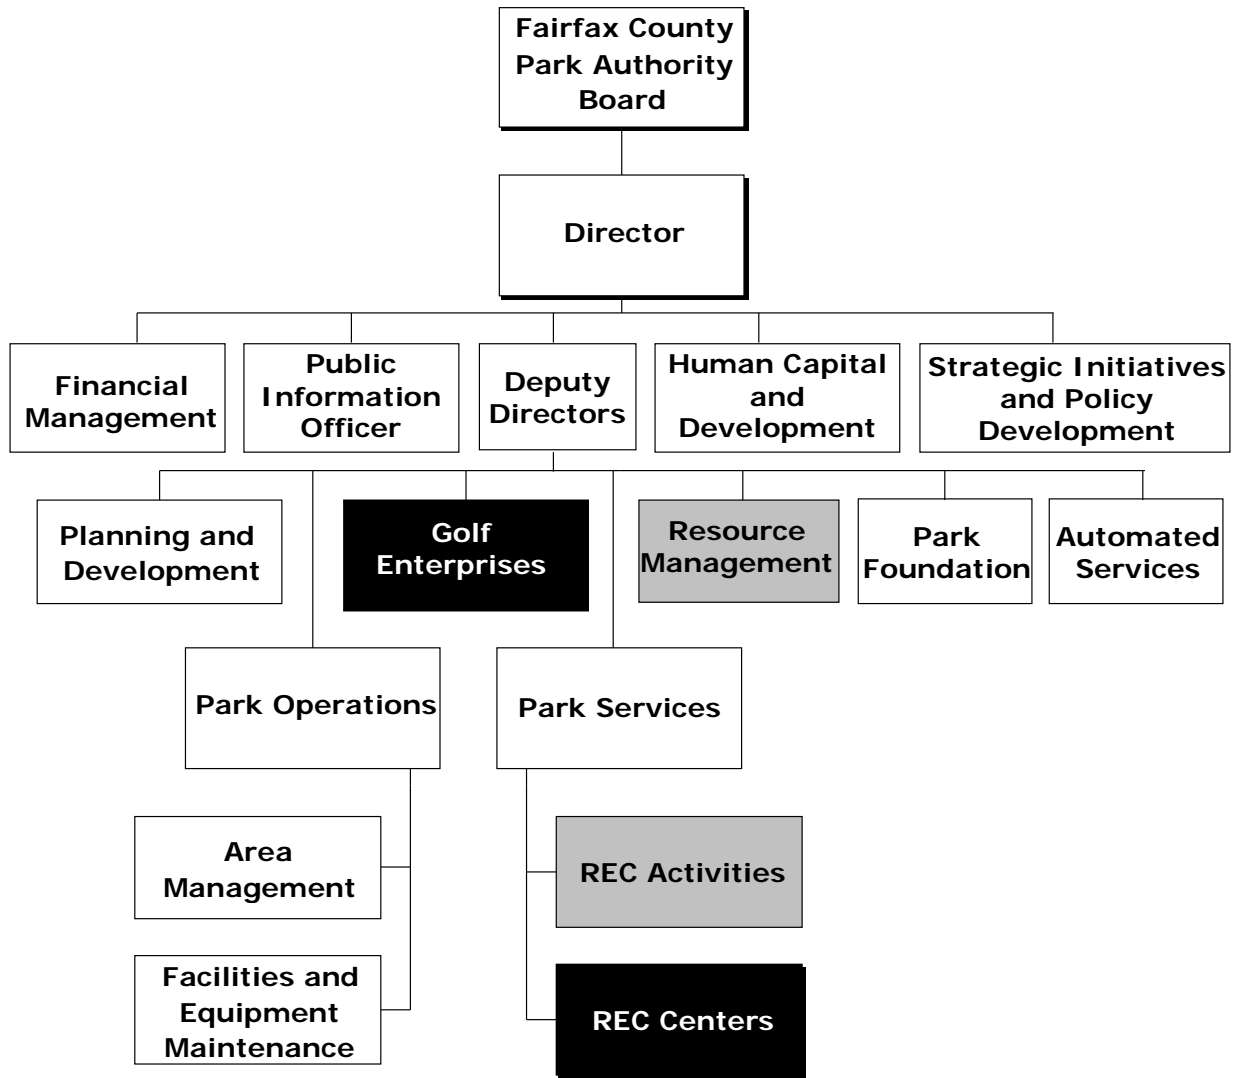 Fairfax County
Park Authority
Board
Director
Financial
Management
Public
Information
Officer
Deputy
Directors
Human Capital
and
Development
Strategic Initiatives
and Policy
Development
Planning and
Development
Golf
Enterprises
Resource
Management
Park
Foundation
Automated
Services
Park Operations
Park Services
Area
Management
REC Activities
Facilities and
Equipment
Maintenance
REC Centers